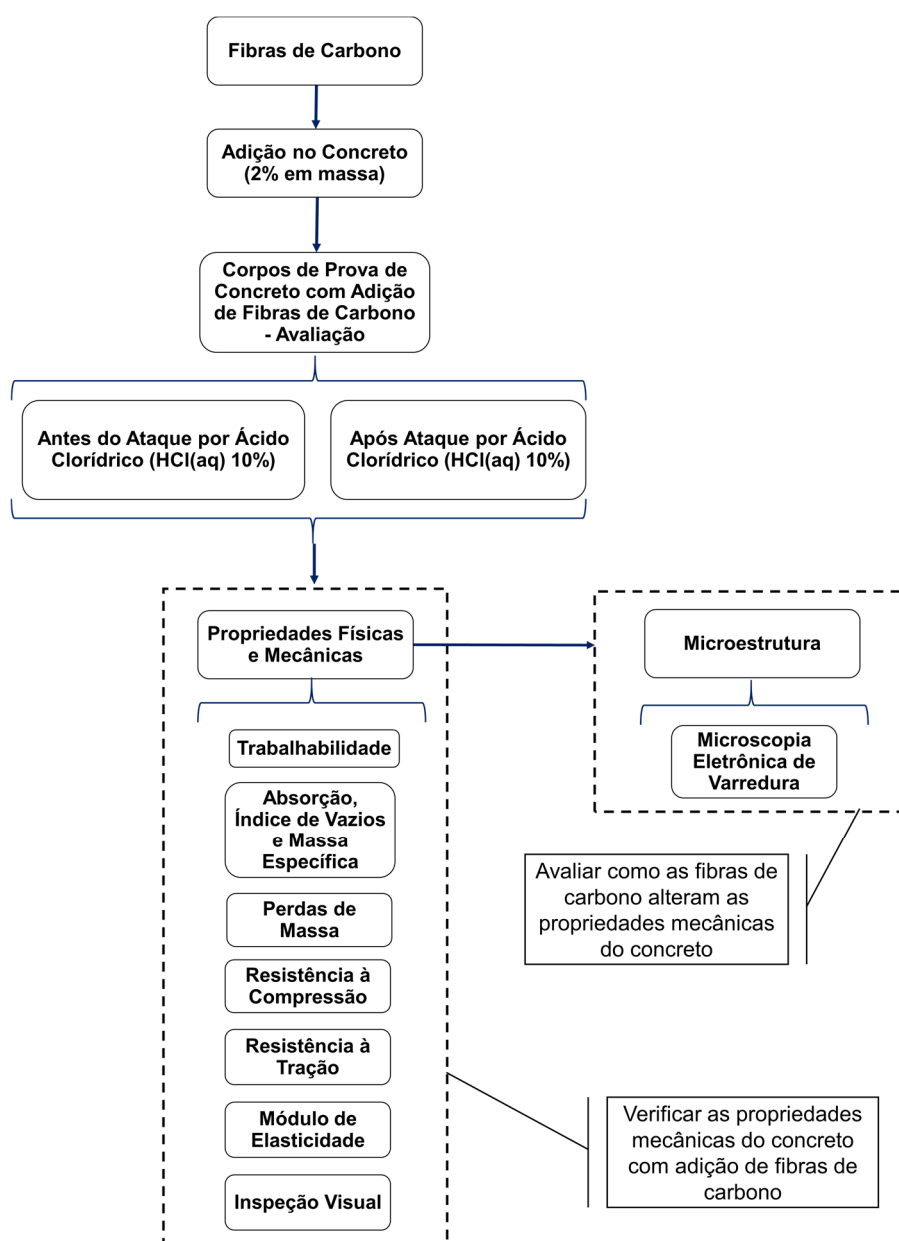 Fibras de Carbono
Adição no Concreto
(2% em massa)
Corpos de Prova de
Concreto com Adição
de Fibras de Carbono
- Avaliação
Antes do Ataque por Ácido
Clorídrico (HCl(aq) 10%)
Após Ataque por Ácido
Clorídrico (HCl(aq) 10%)
Propriedades Físicas
e Mecânicas
Trabalhabilidade
Absorção,
Índice de Vazios
e Massa
Específica
Perdas de
Massa
Resistência à
Compressão
Resistência à
Tração
Módulo de
Elasticidade
Inspeção Visual
Microestrutura
Microscopia
Eletrônica de
Varredura
Avaliar como as fibras de
carbono alteram as
propriedades mecânicas
do concreto
Verificar as propriedades
mecânicas do concreto
com adição de fibras de
carbono